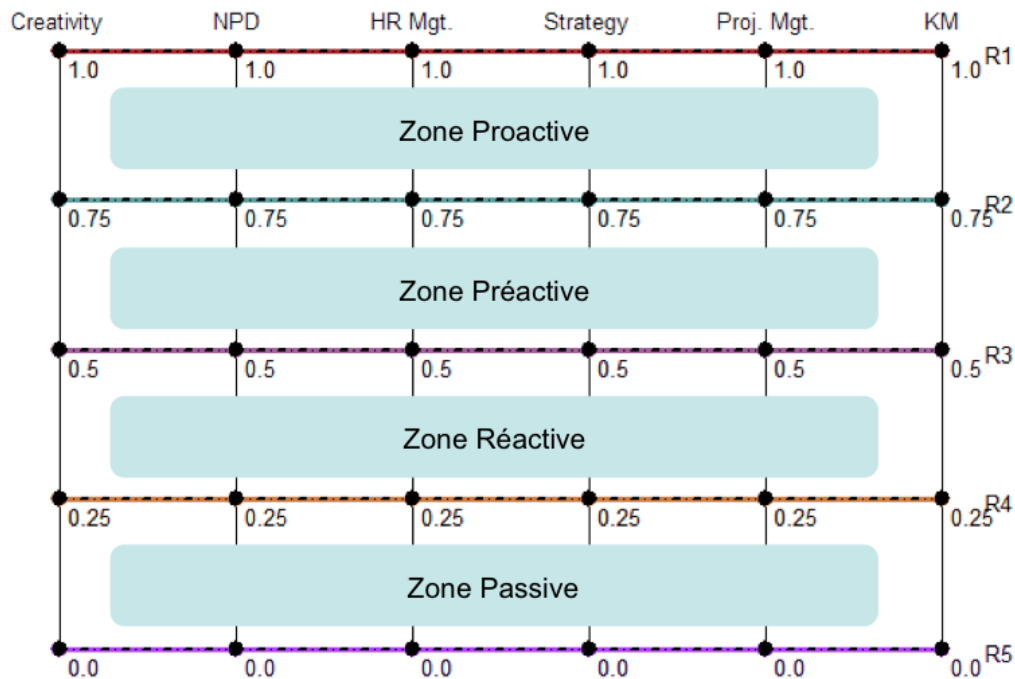 Creativity NPD HR Mgt. Strategy Proj. Mgt. KM
R1
1.0 1.0 1.0 1.0 1.0 1.0
Zone Proactive
R2
0.75 0.75 0.75 0.75 0.75 0.75
Zone Préactive
R3
0.5 0.5 0.5 0.5 0.5 0.5
Zone Réactive
R4
0.25 0.25 0.25 0.25 0.25 0.25
Zone Passive
R5
0.0 0.0 0.0 0.0 0.0 0.0